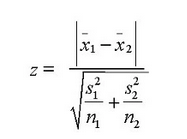 z = |x̄₁ − x̄₂| / √(s₁²/n₁ + s₂²/n₂)